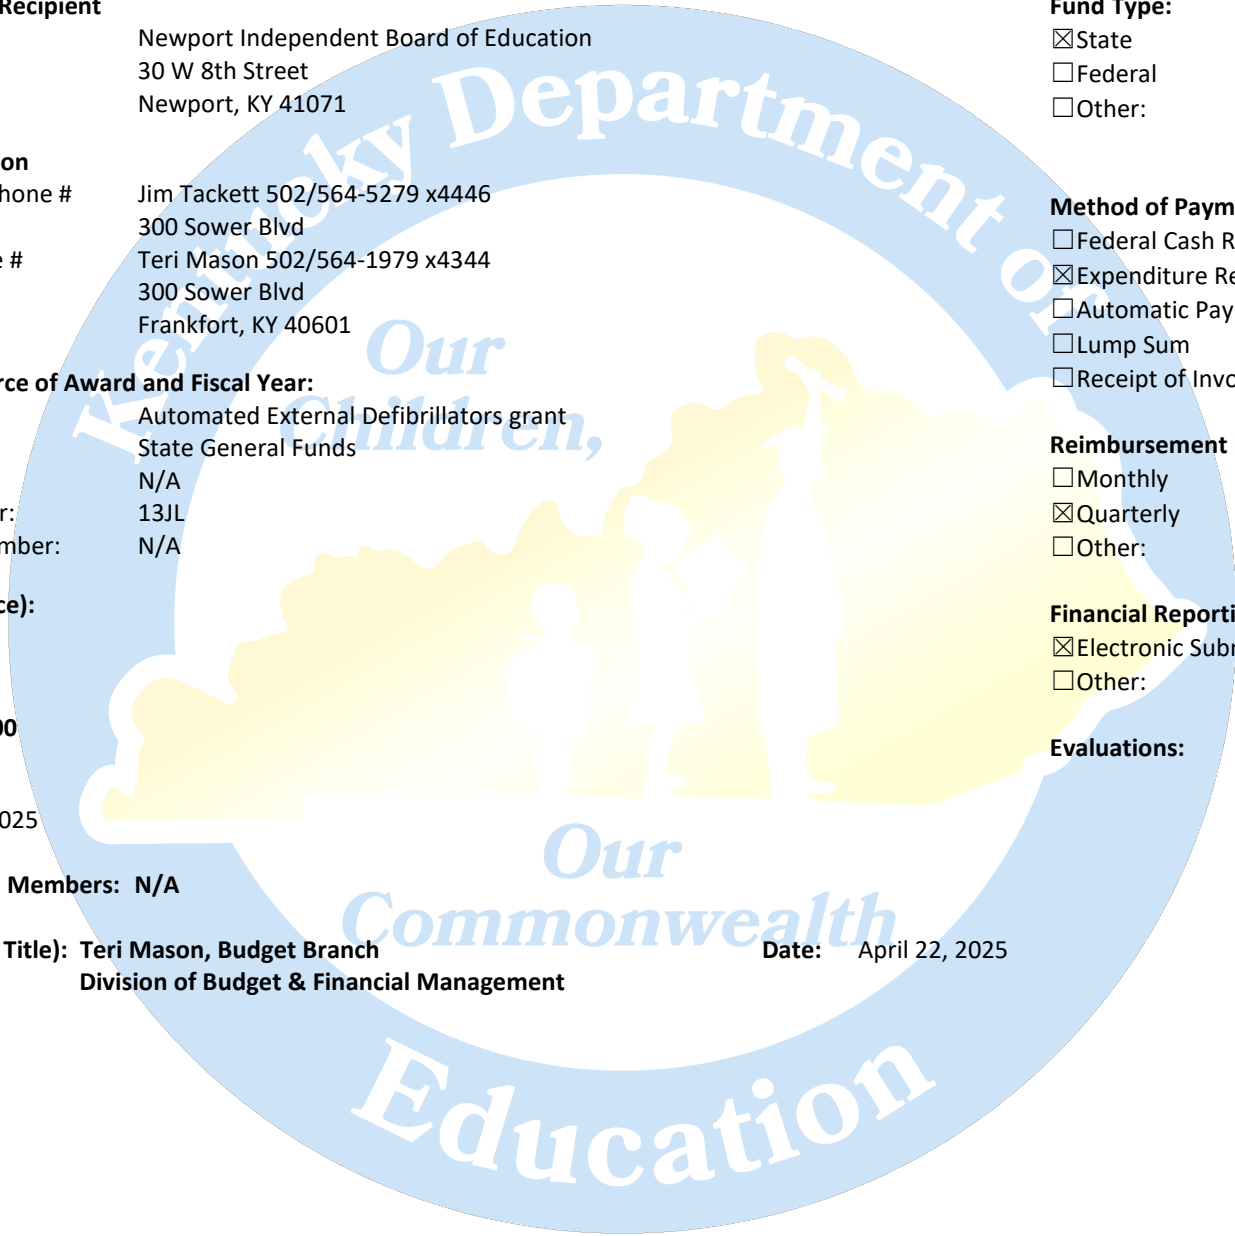 Recipient
Newport Independent Board of Education
30 W 8th Street
Newport, KY 41071
on
hone # Jim Tackett 502/564-5279 x4446
300 Sower Blvd
e # Teri Mason 502/564-1979 x4344
300 Sower Blvd
Frankfort, KY 40601
rce of Award and Fiscal Year:
Automated External Defibrillators grant
State General Funds
N/A
r: 13JL
mber: N/A
ce):
00
025
Members: N/A
Title): Teri Mason, Budget Branch
Division of Budget & Financial Management
Date: April 22, 2025
Fund Type:
☒State
☐Federal
☐Other:
Method of Paym
☐Federal Cash R
☒Expenditure Re
☐Automatic Pay
☐Lump Sum
☐Receipt of Invo
Reimbursement
☐Monthly
☒Quarterly
☐Other:
Financial Reporti
☒Electronic Subr
☐Other:
Evaluations:
Kentucky Department of
Education
Our
Children,
Our
Commonwealth